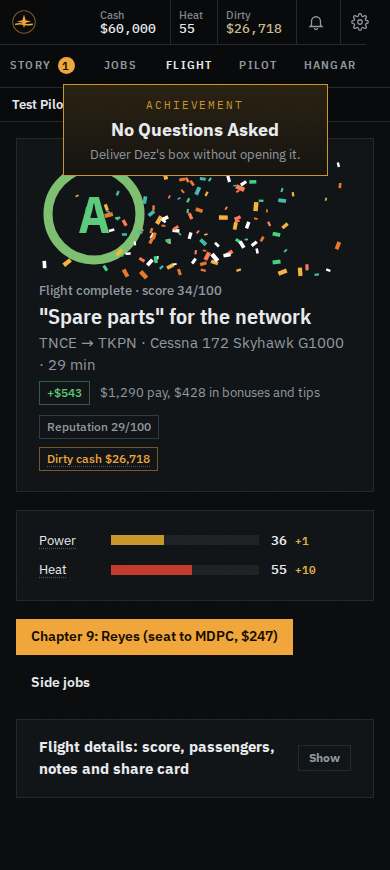 Cash
$60,000
Heat
55
Dirty
$26,718
STORY 1 JOBS FLIGHT PILOT HANGAR
Test Pilo
ACHIEVEMENT
No Questions Asked
Deliver Dez's box without opening it.
A
Flight complete · score 34/100
"Spare parts" for the network
TNCE → TKPN · Cessna 172 Skyhawk G1000
· 29 min
+$543 $1,290 pay, $428 in bonuses and tips
Reputation 29/100
Dirty cash $26,718
Power 36 +1
Heat 55 +10
Chapter 9: Reyes (seat to MDPC, $247)
Side jobs
Flight details: score, passengers,
notes and share card
Show